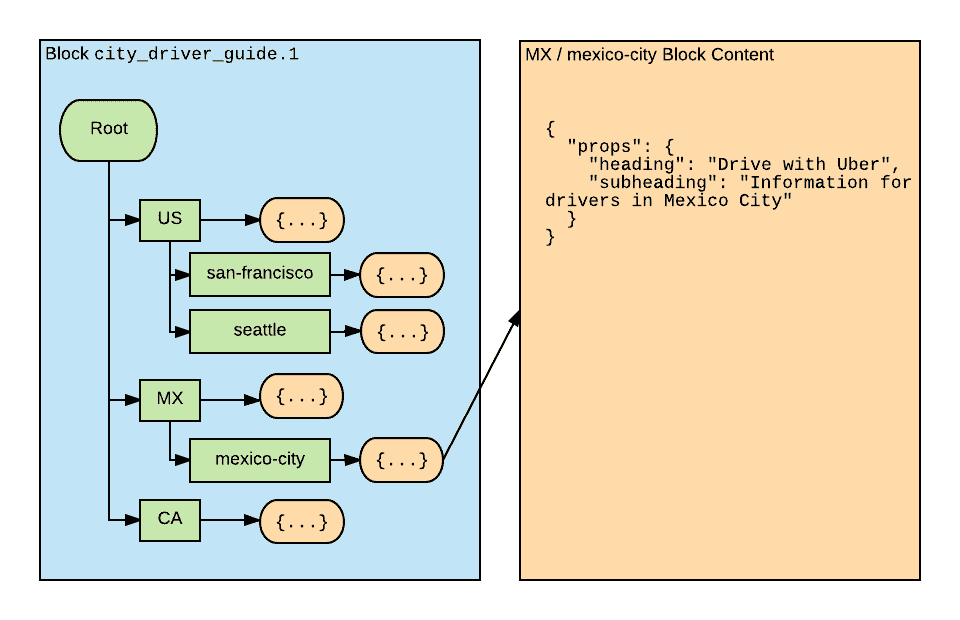 Block city_driver_guide.1
Root
US
{...}
san-francisco
{...}
seattle
{...}
MX
{...}
mexico-city
{...}
CA
{...}
MX / mexico-city Block Content
{
  "props": {
    "heading": "Drive with Uber",
    "subheading": "Information for
drivers in Mexico City"
  }
}